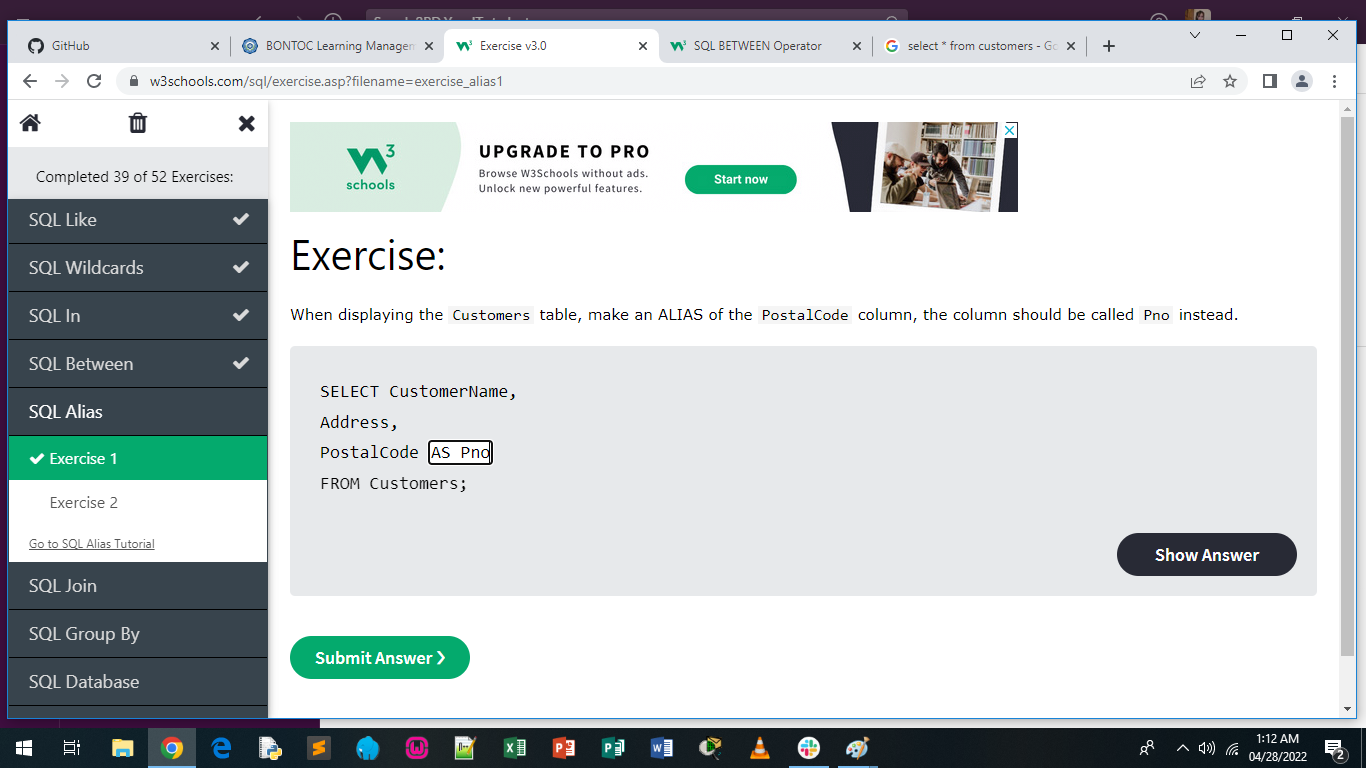 GitHub
BONTOC Learning Managem
Exercise v3.0
SQL BETWEEN Operator
select * from customers - Go
w3schools.com/sql/exercise.asp?filename=exercise_alias1
Completed 39 of 52 Exercises:
SQL Like
SQL Wildcards
SQL In
SQL Between
SQL Alias
Exercise 1
Exercise 2
Go to SQL Alias Tutorial
SQL Join
SQL Group By
SQL Database
3
schools
UPGRADE TO PRO
Browse W3Schools without ads.
Unlock new powerful features.
Start now
Exercise:
When displaying the Customers table, make an ALIAS of the PostalCode column, the column should be called Pno instead.
SELECT CustomerName,
Address,
PostalCode AS Pno
FROM Customers;
Show Answer
Submit Answer ❯
1:12 AM
04/28/2022
2